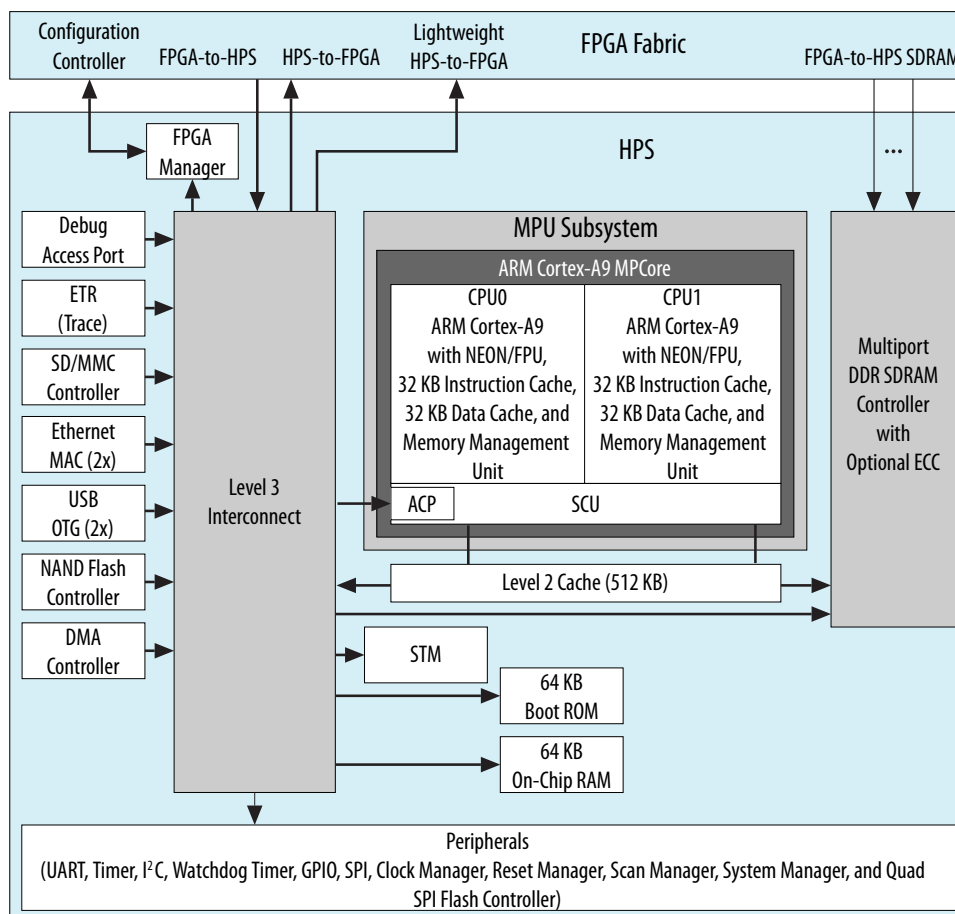 Configuration
Controller
FPGA-to-HPS
HPS-to-FPGA
Lightweight
HPS-to-FPGA
FPGA Fabric
FPGA-to-HPS SDRAM
FPGA
Manager
HPS
...
Debug
Access Port
ETR
(Trace)
SD/MMC
Controller
Ethernet
MAC (2x)
USB
OTG (2x)
NAND Flash
Controller
DMA
Controller
Level 3
Interconnect
MPU Subsystem
ARM Cortex-A9 MPCore
CPU0
ARM Cortex-A9
with NEON/FPU,
32 KB Instruction Cache,
32 KB Data Cache, and
Memory Management
Unit
CPU1
ARM Cortex-A9
with NEON/FPU,
32 KB Instruction Cache,
32 KB Data Cache, and
Memory Management
Unit
ACP
SCU
Level 2 Cache (512 KB)
Multiport
DDR SDRAM
Controller
with
Optional ECC
STM
64 KB
Boot ROM
64 KB
On-Chip RAM
Peripherals
(UART, Timer, I²C, Watchdog Timer, GPIO, SPI, Clock Manager, Reset Manager, Scan Manager, System Manager, and Quad
SPI Flash Controller)